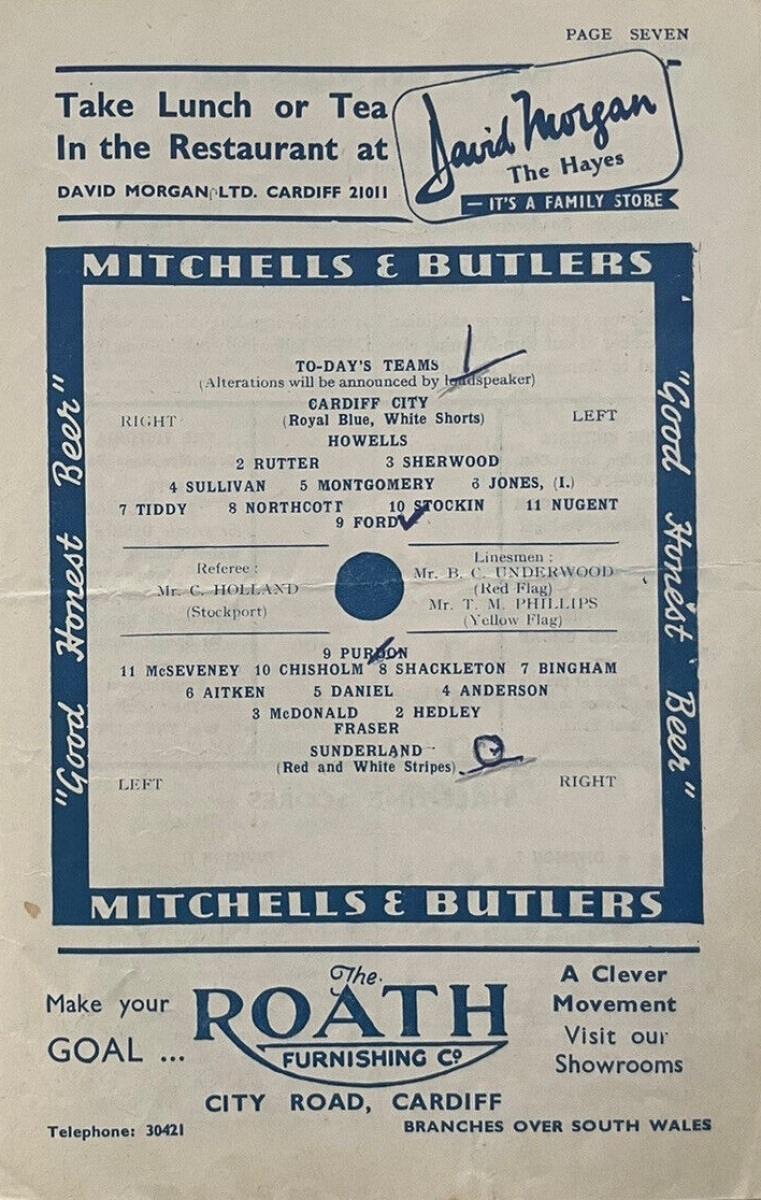 PAGE SEVEN
Take Lunch or Tea
In the Restaurant at
DAVID MORGAN LTD. CARDIFF 21011
David Morgan
The Hayes
— IT'S A FAMILY STORE
MITCHELLS & BUTLERS
"Good Honest Beer"
"Good Honest Beer"
TO-DAY'S TEAMS
(Alterations will be announced by loudspeaker)
CARDIFF CITY
RIGHT (Royal Blue, White Shorts) LEFT
HOWELLS
2 RUTTER 3 SHERWOOD
4 SULLIVAN 5 MONTGOMERY 6 JONES, (I.)
7 TIDDY 8 NORTHCOTT 10 STOCKIN 11 NUGENT
9 FORD
Referee :
Mr. C. HOLLAND
(Stockport)
Linesmen :
Mr. B. C. UNDERWOOD
(Red Flag)
Mr. T. M. PHILLIPS
(Yellow Flag)
9 PURDON
11 McSEVENEY 10 CHISHOLM 8 SHACKLETON 7 BINGHAM
6 AITKEN 5 DANIEL 4 ANDERSON
3 McDONALD 2 HEDLEY
FRASER
SUNDERLAND
(Red and White Stripes)
LEFT RIGHT
MITCHELLS & BUTLERS
Make your
GOAL ...
The
ROATH
FURNISHING Cº
A Clever
Movement
Visit our
Showrooms
CITY ROAD, CARDIFF
Telephone: 30421 BRANCHES OVER SOUTH WALES